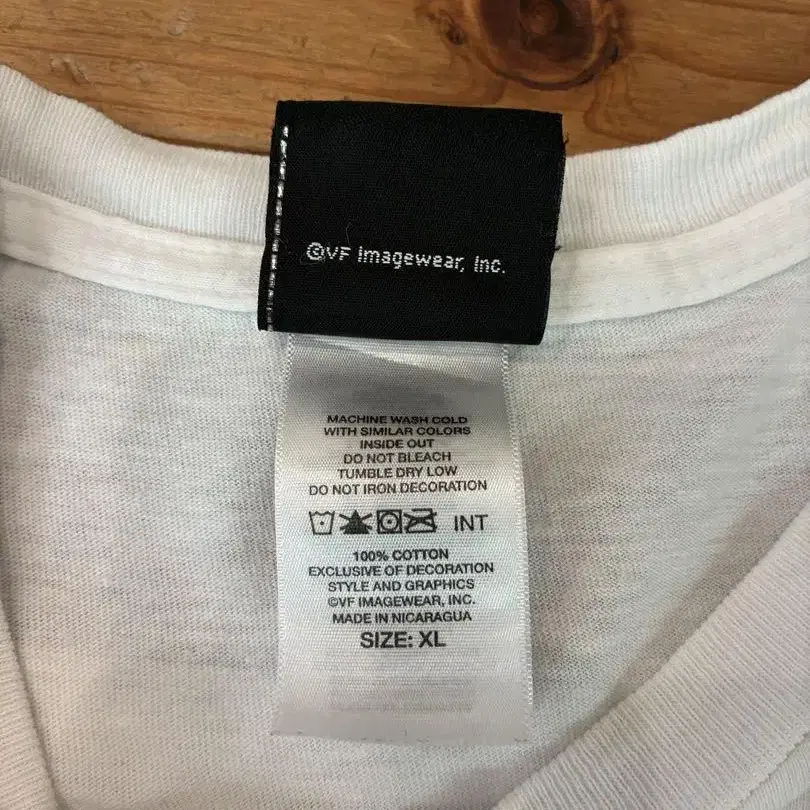 ©VF Imagewear, Inc.
MACHINE WASH COLD
WITH SIMILAR COLORS
INSIDE OUT
DO NOT BLEACH
TUMBLE DRY LOW
DO NOT IRON DECORATION
INT
100% COTTON
EXCLUSIVE OF DECORATION
STYLE AND GRAPHICS
©VF IMAGEWEAR, INC.
MADE IN NICARAGUA
SIZE: XL